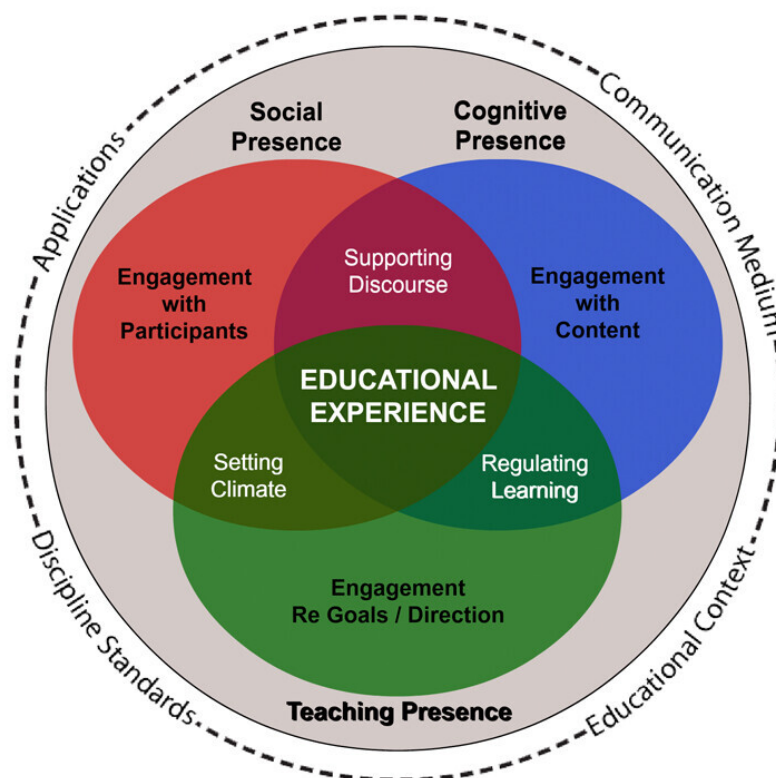 Social
Presence
Cognitive
Presence
Applications
Communication Medium
Supporting
Discourse
Engagement
with
Participants
Engagement
with
Content
EDUCATIONAL
EXPERIENCE
Setting
Climate
Regulating
Learning
Engagement
Re Goals / Direction
Discipline Standards
Educational Context
Teaching Presence